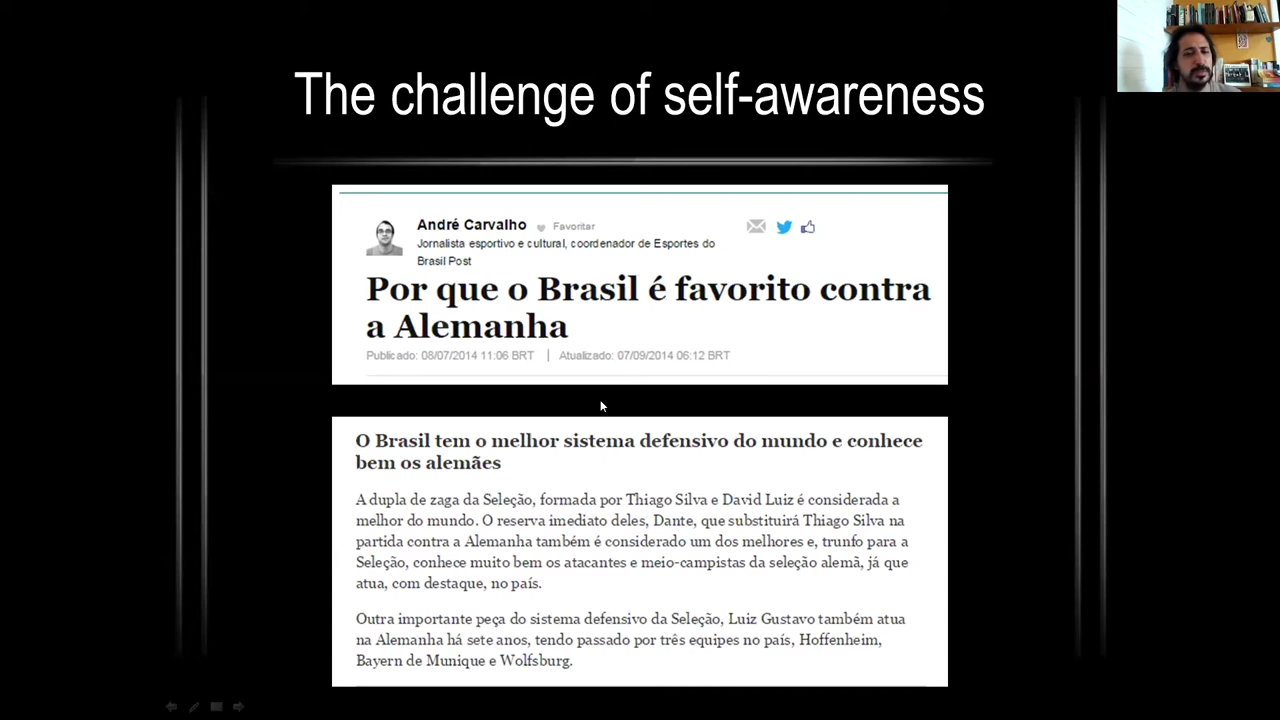 The challenge of self-awareness
André Carvalho Favoritar
Jornalista esportivo e cultural, coordenador de Esportes do
Brasil Post
Por que o Brasil é favorito contra
a Alemanha
Publicado: 08/07/2014 11:06 BRT | Atualizado: 07/09/2014 06:12 BRT
O Brasil tem o melhor sistema defensivo do mundo e conhece
bem os alemães
A dupla de zaga da Seleção, formada por Thiago Silva e David Luiz é considerada a
melhor do mundo. O reserva imediato deles, Dante, que substituirá Thiago Silva na
partida contra a Alemanha também é considerado um dos melhores e, trunfo para a
Seleção, conhece muito bem os atacantes e meio-campistas da seleção alemã, já que
atua, com destaque, no país.
Outra importante peça do sistema defensivo da Seleção, Luiz Gustavo também atua
na Alemanha há sete anos, tendo passado por três equipes no país, Hoffenheim,
Bayern de Munique e Wolfsburg.